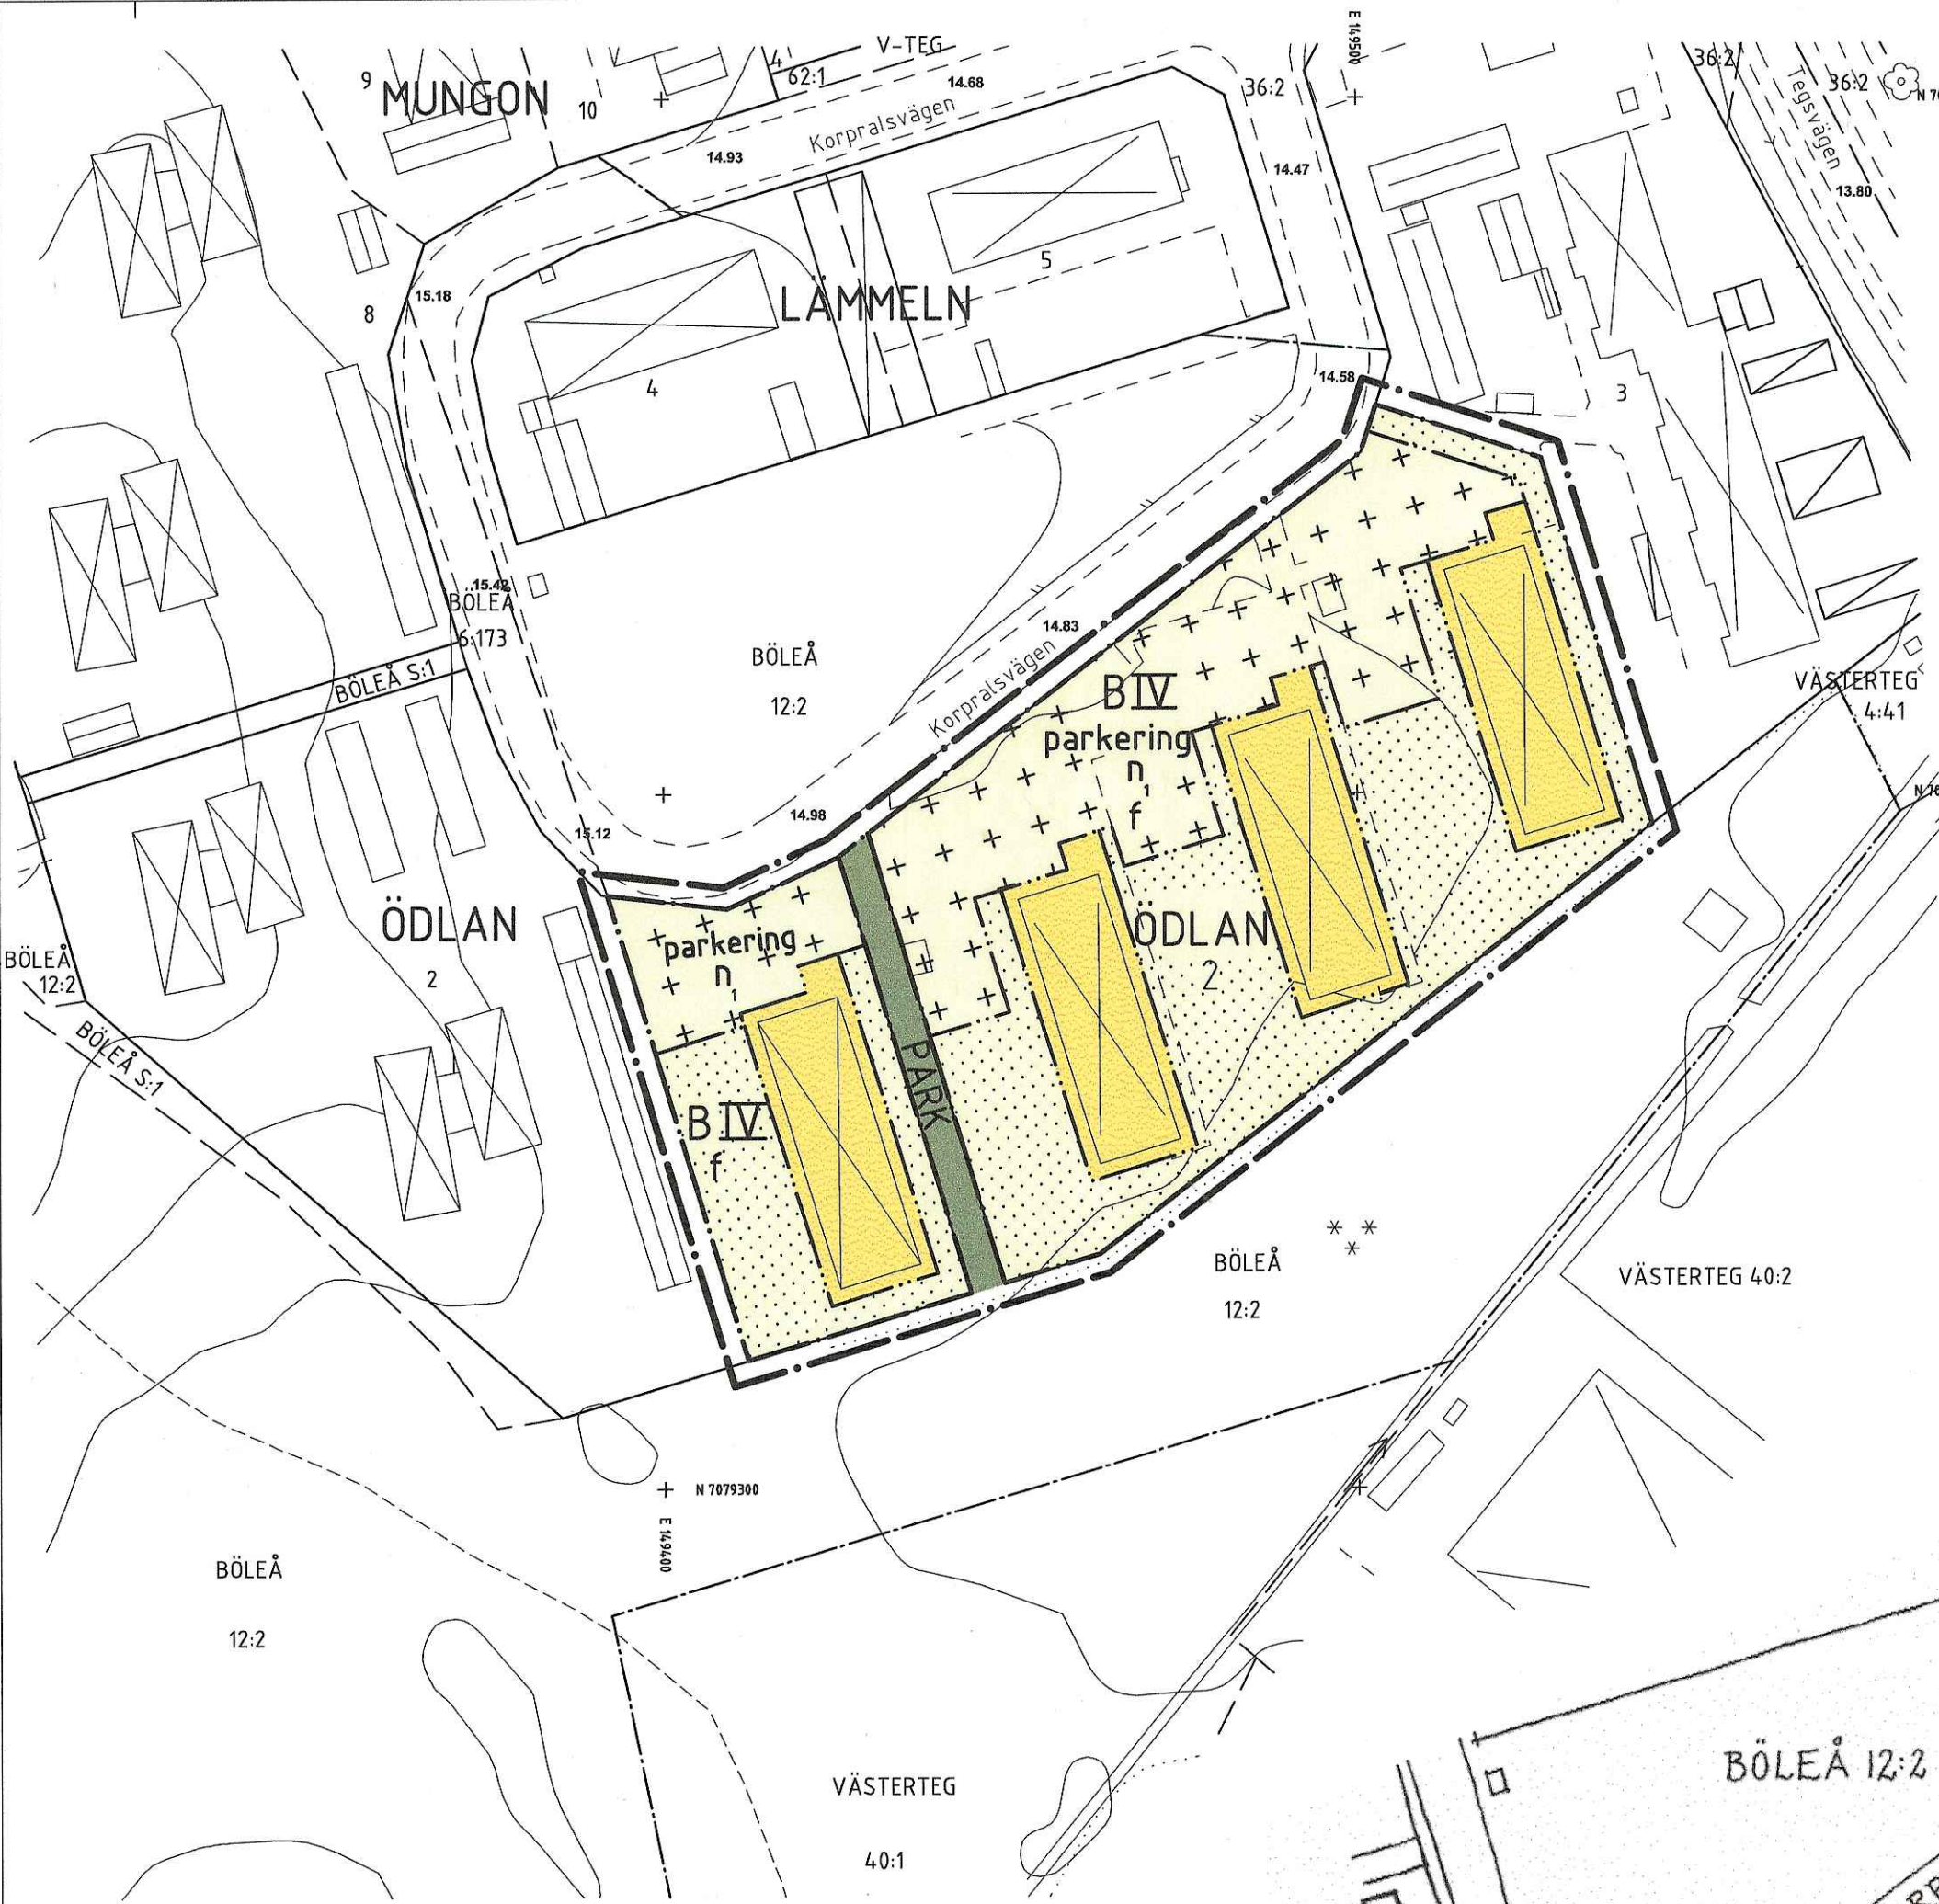 V-TEG
E 149500
9
MUNGON
10
4
62:1
14.68
36:2
36:2
36:2
Tegsvägen
13.80
Korpralsvägen
14.93
14.47
15.18
8
LÄMMELN
5
4
14.58
3
15.42
BÖLEÅ
6:173
BÖLEÅ
12:2
14.83
Korpralsvägen
BÖLEÅ S:1
VÄSTERTEG
4:41
B IV
parkering
n1
f
14.98
15.12
ÖDLAN
2
parkering
n1
ÖDLAN
2
BÖLEÅ
12:2
BÖLEÅ S:1
PARK
B IV
f
BÖLEÅ
12:2
VÄSTERTEG 40:2
N 7079300
E 149400
BÖLEÅ
12:2
VÄSTERTEG
40:1
BÖLEÅ 12:2